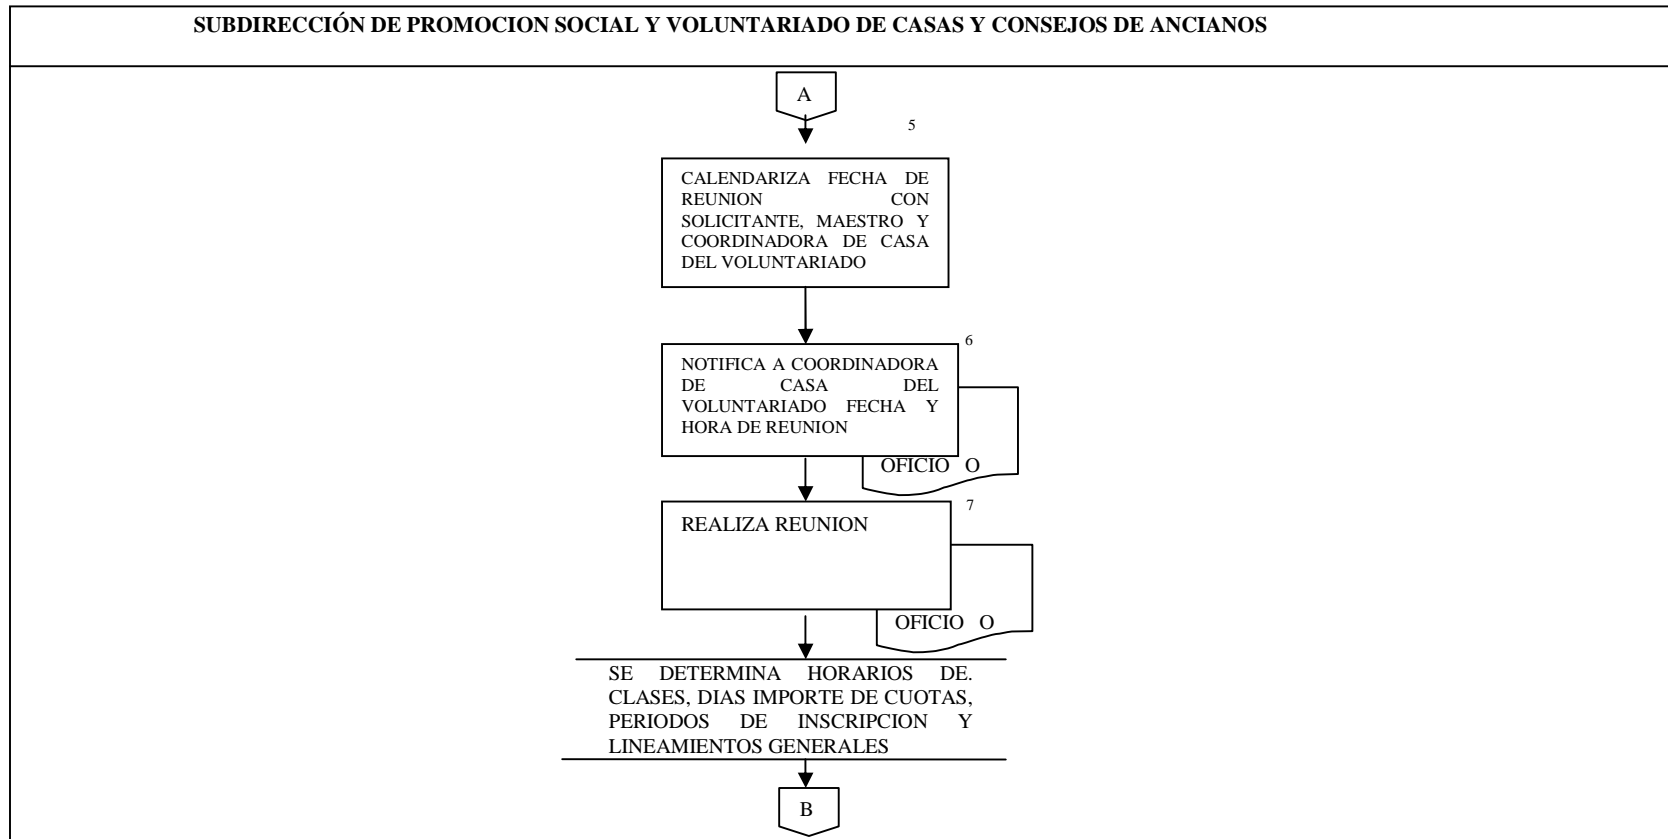 SUBDIRECCIÓN DE PROMOCION SOCIAL Y VOLUNTARIADO DE CASAS Y CONSEJOS DE ANCIANOS
A
5
CALENDARIZA FECHA DE
REUNION CON
SOLICITANTE, MAESTRO Y
COORDINADORA DE CASA
DEL VOLUNTARIADO
6
NOTIFICA A COORDINADORA
DE CASA DEL
VOLUNTARIADO FECHA Y
HORA DE REUNION
OFICIO O
7
REALIZA REUNION
OFICIO O
SE DETERMINA HORARIOS DE.
CLASES, DIAS IMPORTE DE CUOTAS,
PERIODOS DE INSCRIPCION Y
LINEAMIENTOS GENERALES
B